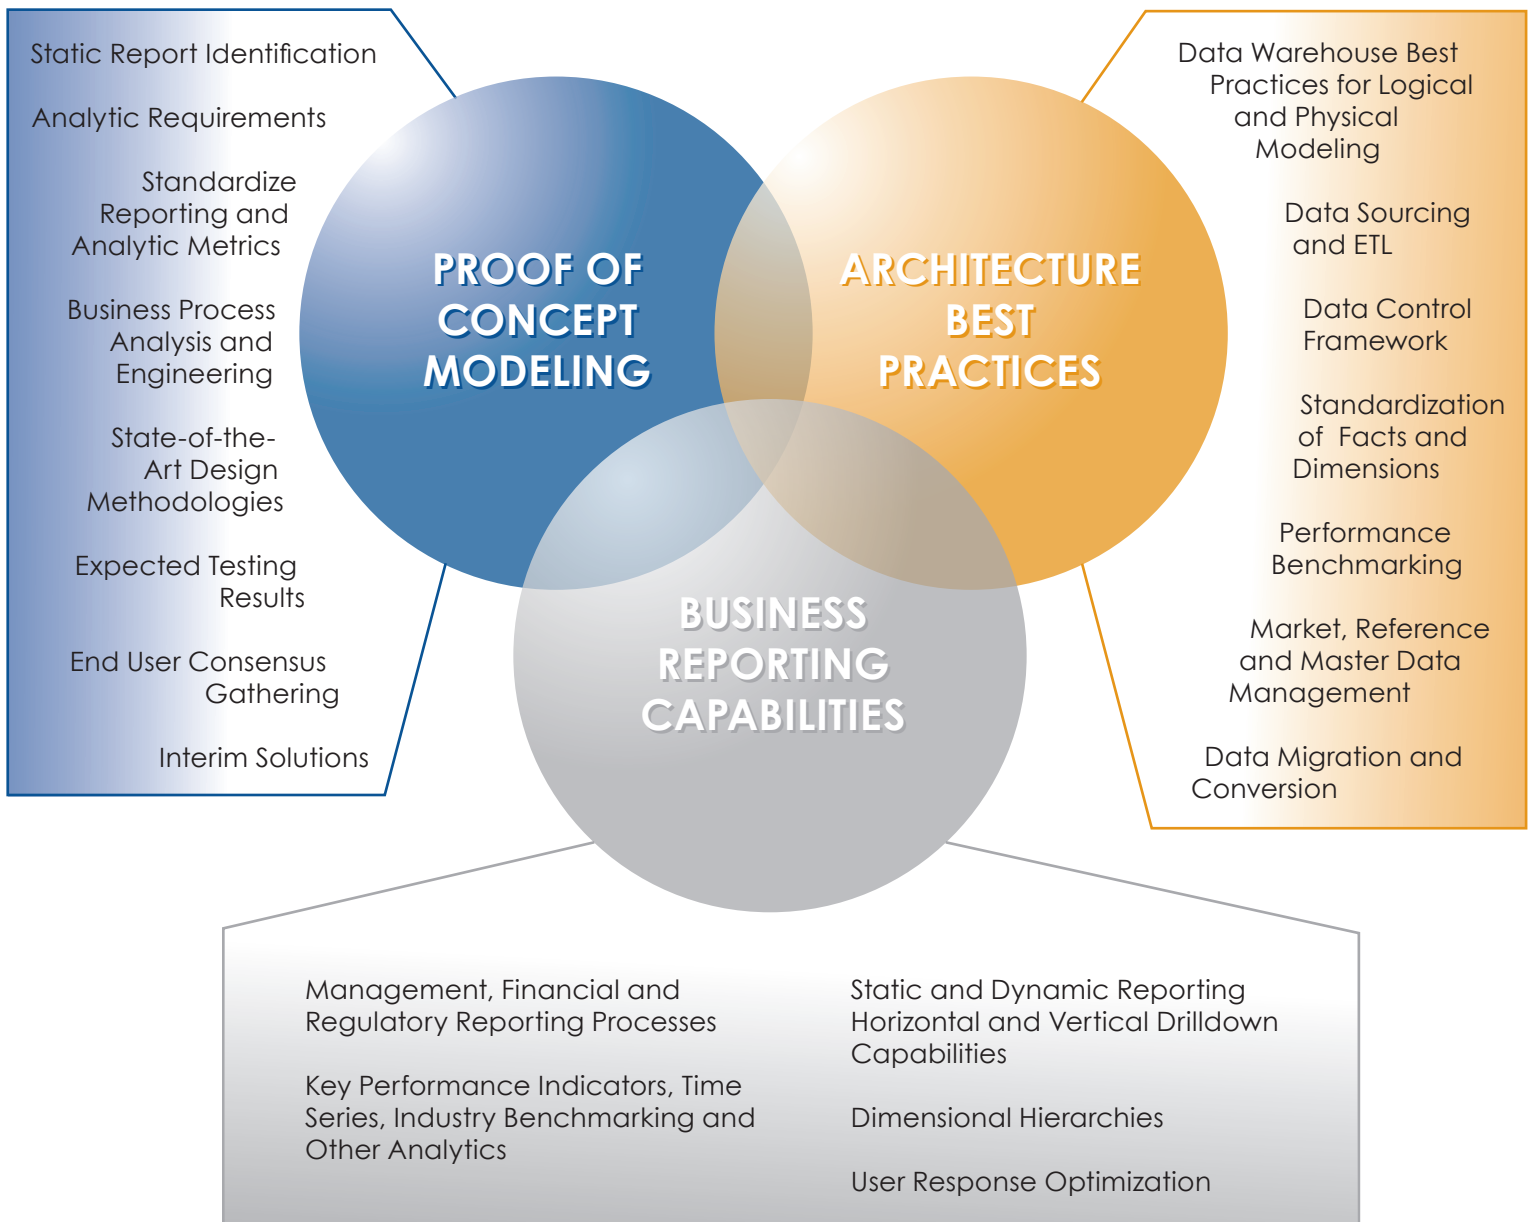 Static Report Identification
Analytic Requirements
Standardize
Reporting and
Analytic Metrics
Business Process
Analysis and
Engineering
State-of-the-
Art Design
Methodologies
Expected Testing
Results
End User Consensus
Gathering
Interim Solutions
PROOF OF
CONCEPT
MODELING
ARCHITECTURE
BEST
PRACTICES
BUSINESS
REPORTING
CAPABILITIES
Data Warehouse Best
Practices for Logical
and Physical
Modeling
Data Sourcing
and ETL
Data Control
Framework
Standardization
of Facts and
Dimensions
Performance
Benchmarking
Market, Reference
and Master Data
Management
Data Migration and
Conversion
Management, Financial and
Regulatory Reporting Processes
Key Performance Indicators, Time
Series, Industry Benchmarking and
Other Analytics
Static and Dynamic Reporting
Horizontal and Vertical Drilldown
Capabilities
Dimensional Hierarchies
User Response Optimization